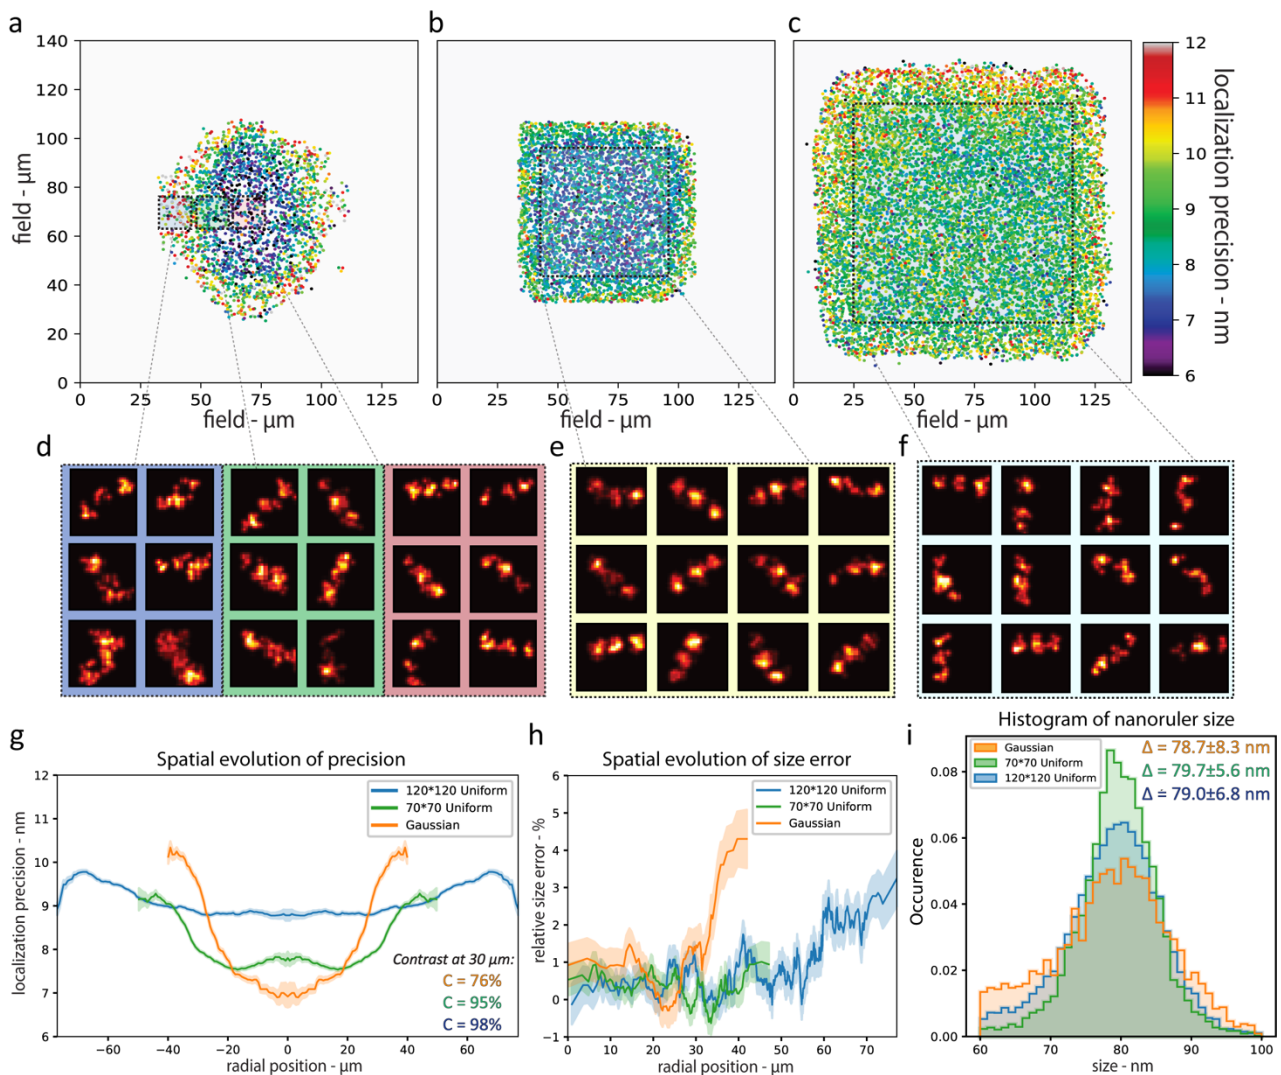 a
b
c
140
120
100
80
60
40
20
0
field - µm
0
25
50
75
100
125
field - µm
0
25
50
75
100
125
field - µm
0
25
50
75
100
125
field - µm
12
11
10
9
8
7
6
localization precision - nm
d
e
f
g
Spatial evolution of precision
12
11
10
9
8
7
6
localization precision - nm
120*120 Uniform
70*70 Uniform
Gaussian
Contrast at 30 µm:
C = 76%
C = 95%
C = 98%
−60
−40
−20
0
20
40
60
radial position - µm
h
Spatial evolution of size error
6
5
4
3
2
1
0
−1
relative size error - %
120*120 Uniform
70*70 Uniform
Gaussian
0
10
20
30
40
50
60
70
radial position - µm
i
Histogram of nanoruler size
0.08
0.06
0.04
0.02
0.00
Occurence
Gaussian
70*70 Uniform
120*120 Uniform
Δ = 78.7±8.3 nm
Δ = 79.7±5.6 nm
Δ = 79.0±6.8 nm
60
70
80
90
100
size - nm